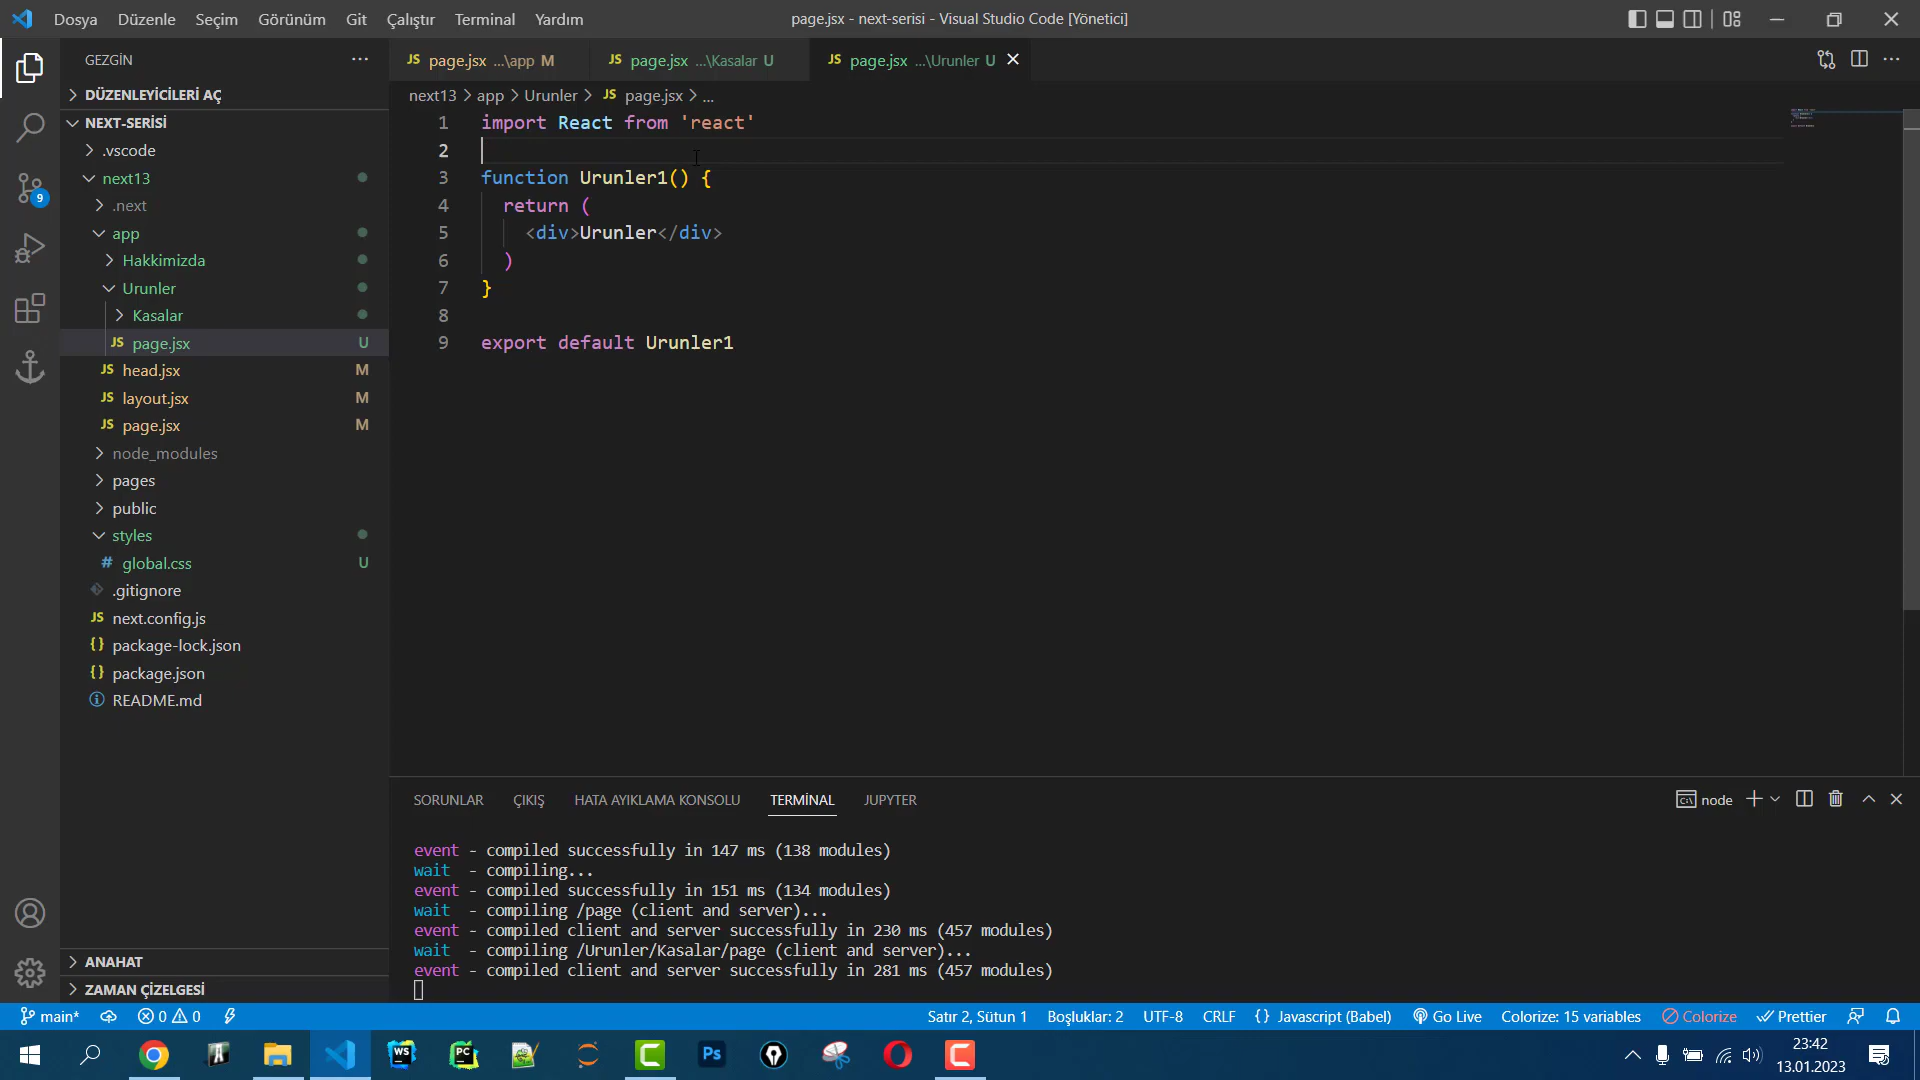 Dosya Düzenle Seçim Görünüm Git Çalıştır Terminal Yardım
page.jsx - next-serisi - Visual Studio Code [Yönetici]
GEZGİN
DÜZENLEYİCİLERİ AÇ
NEXT-SERİSİ
.vscode
next13
.next
app
Hakkimizda
Urunler
Kasalar
JS page.jsx U
JS head.jsx M
JS layout.jsx M
JS page.jsx M
node_modules
pages
public
styles
# global.css U
.gitignore
JS next.config.js
{} package-lock.json
{} package.json
README.md
ANAHAT
ZAMAN ÇİZELGESİ
9
JS page.jsx ...\app M
JS page.jsx ...\Kasalar U
JS page.jsx ...\Urunler U
next13 > app > Urunler > JS page.jsx > ...
1 import React from 'react'
2
3 function Urunler1() {
4 return (
5 <div>Urunler</div>
6 )
7 }
8
9 export default Urunler1
SORUNLAR ÇIKIŞ HATA AYIKLAMA KONSOLU TERMİNAL JUPYTER
node
event - compiled successfully in 147 ms (138 modules)
wait - compiling...
event - compiled successfully in 151 ms (134 modules)
wait - compiling /page (client and server)...
event - compiled client and server successfully in 230 ms (457 modules)
wait - compiling /Urunler/Kasalar/page (client and server)...
event - compiled client and server successfully in 281 ms (457 modules)
main* 0 0
Satır 2, Sütun 1 Boşluklar: 2 UTF-8 CRLF {} Javascript (Babel) Go Live Colorize: 15 variables Colorize Prettier
WS PC Ps
23:42
13.01.2023